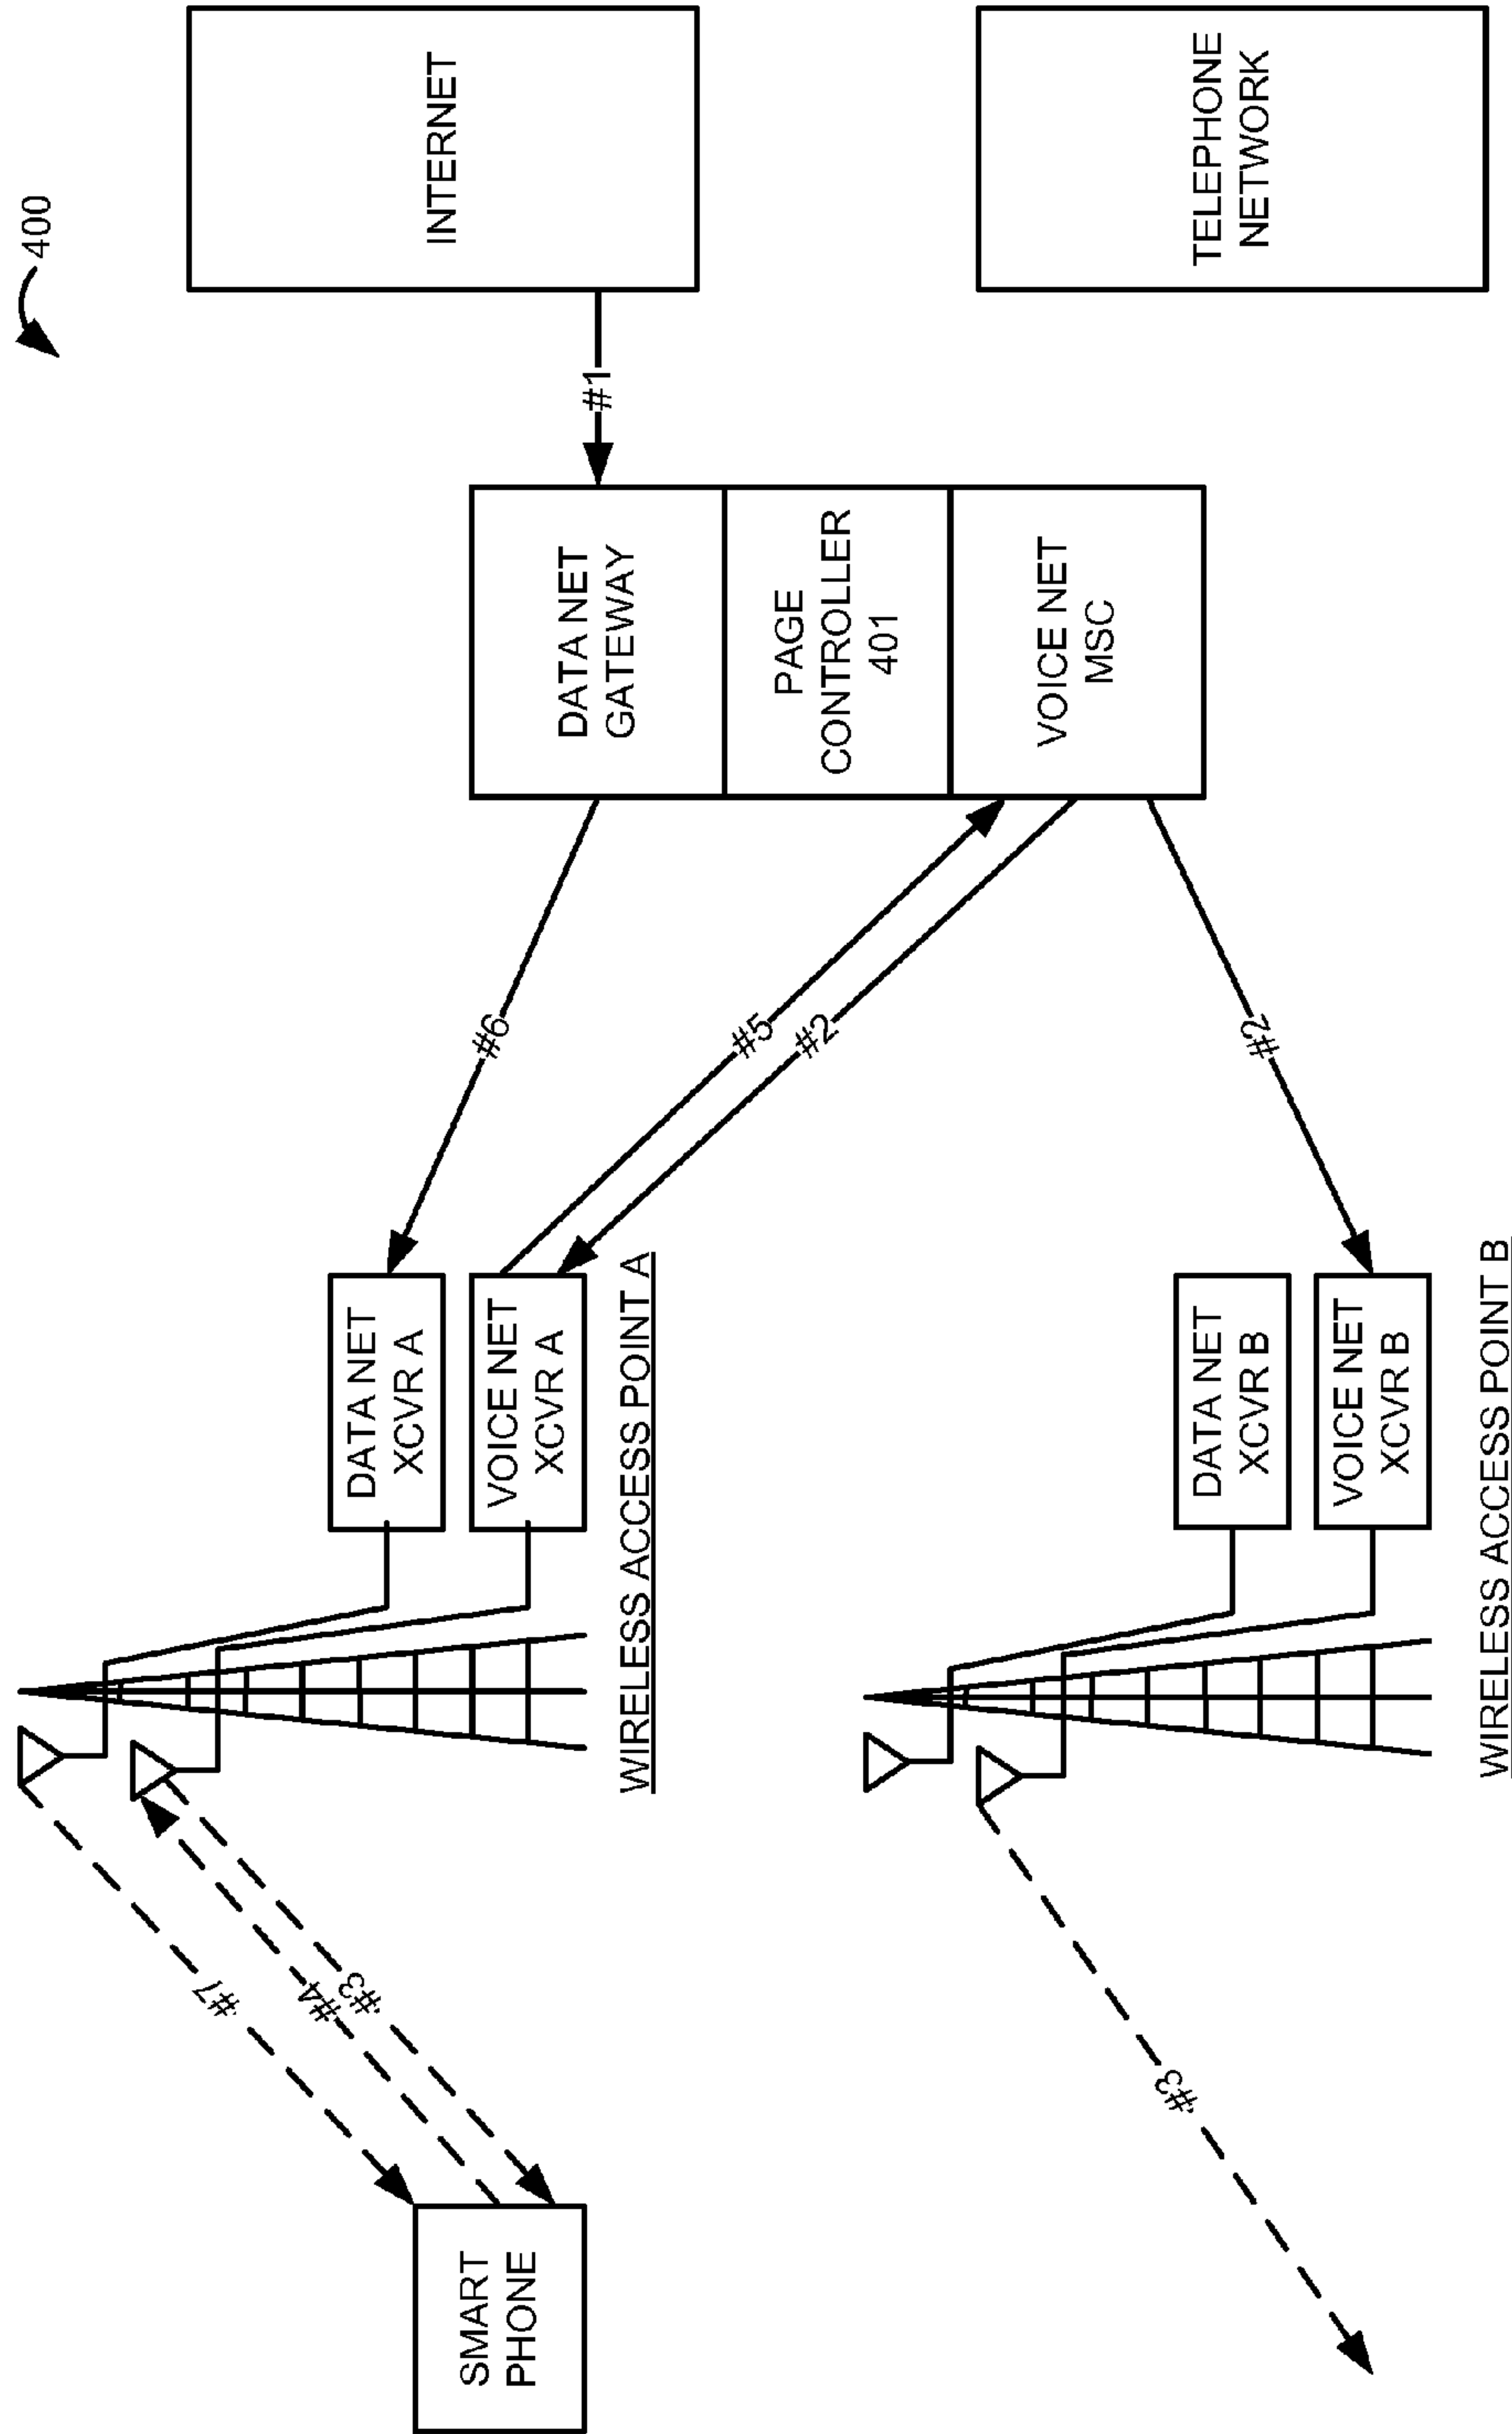 400
SMART
PHONE
#7
#4
#3
DATA NET
XCVR A
VOICE NET
XCVR A
WIRELESS ACCESS POINT A
#6
#5
#2
DATA NET
GATEWAY
PAGE
CONTROLLER
401
VOICE NET
MSC
#1
INTERNET
#3
DATA NET
XCVR B
VOICE NET
XCVR B
WIRELESS ACCESS POINT B
#2
TELEPHONE
NETWORK